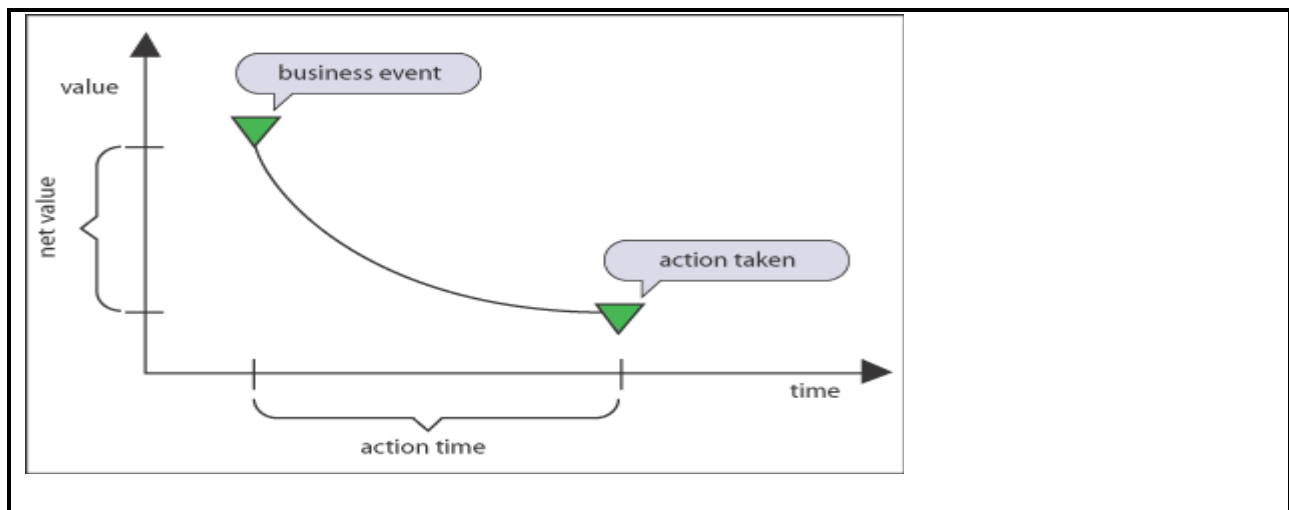 business event
value
net value
action taken
time
action time